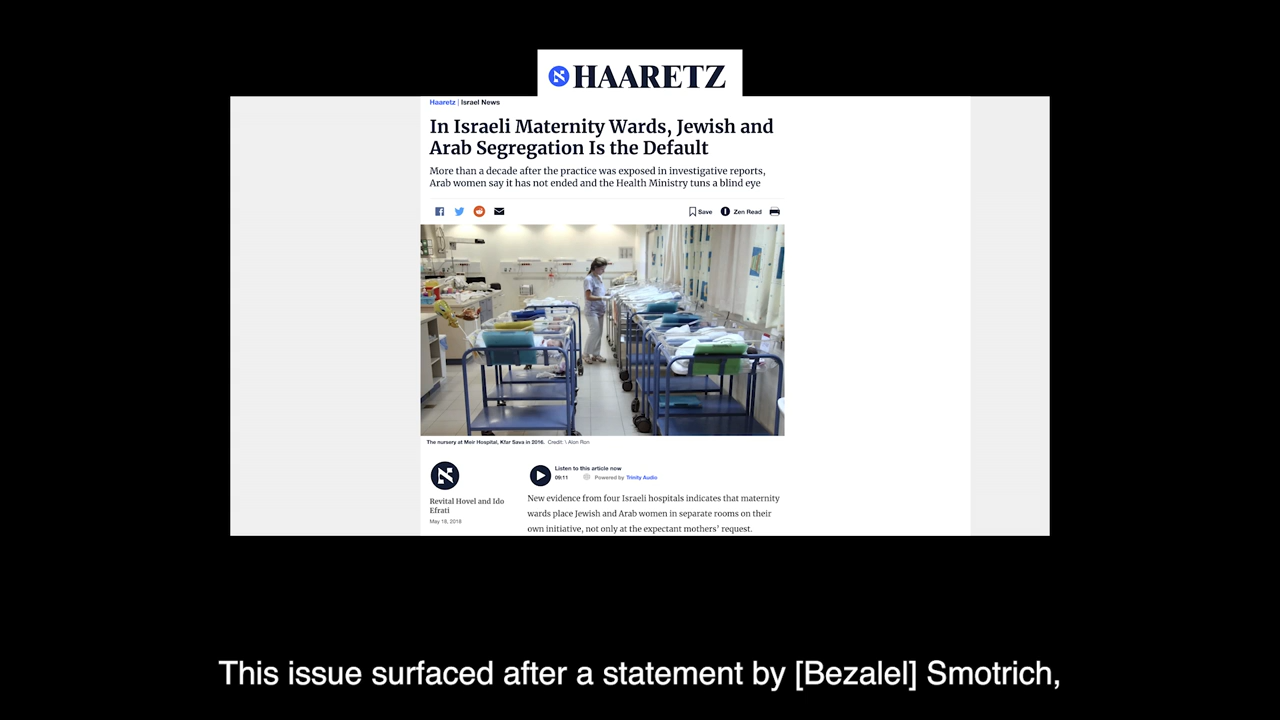 HAARETZ
Haaretz | Israel News
In Israeli Maternity Wards, Jewish and
Arab Segregation Is the Default
More than a decade after the practice was exposed in investigative reports,
Arab women say it has not ended and the Health Ministry tuns a blind eye
Save Zen Read
The nursery at Meir Hospital, Kfar Sava in 2016. Credit: \ Alon Ron
Listen to this article now
09:11 Powered by Trinity Audio
Revital Hovel and Ido
Efrati
May 18, 2018
New evidence from four Israeli hospitals indicates that maternity
wards place Jewish and Arab women in separate rooms on their
own initiative, not only at the expectant mothers' request.
This issue surfaced after a statement by [Bezalel] Smotrich,